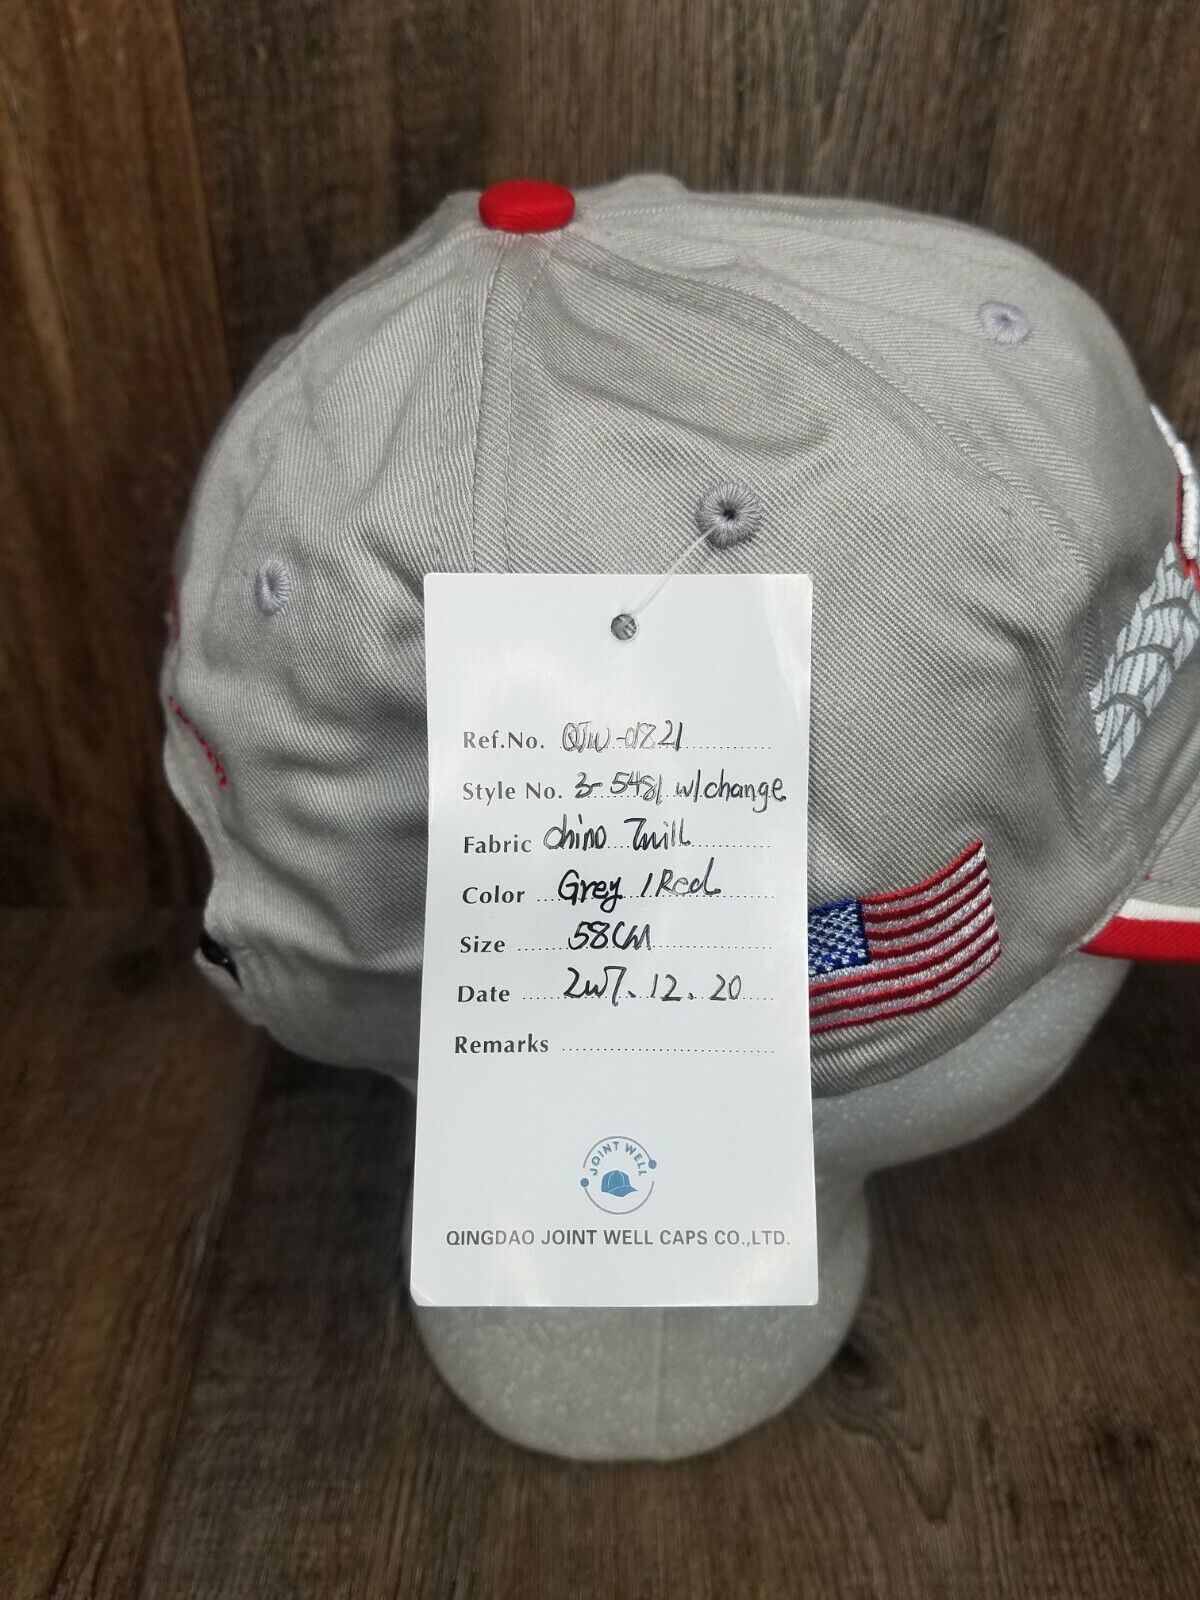 Ref.No. QJW-0821
Style No. 3-5481 w/change
Fabric Chino Twill
Color Grey / Red
Size 58CM
Date 2017.12.20
Remarks
JOINT WELL
QINGDAO JOINT WELL CAPS CO.,LTD.